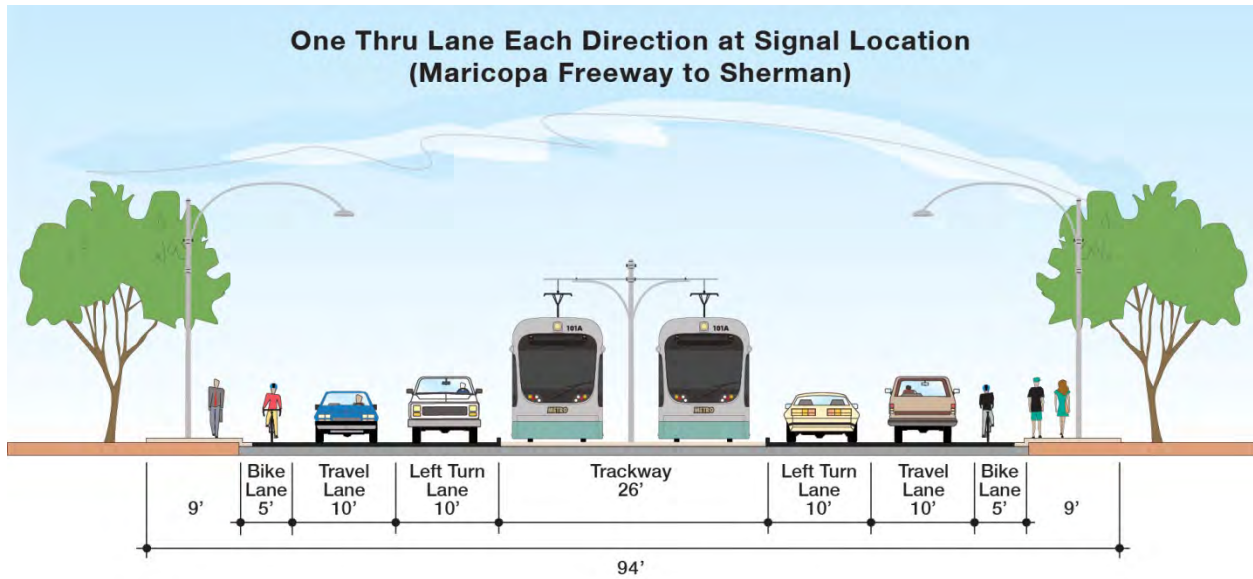 One Thru Lane Each Direction at Signal Location
(Maricopa Freeway to Sherman)
101A
101A
METRO
METRO
Bike
Lane
5’
Travel
Lane
10’
Left Turn
Lane
10’
Trackway
26’
Left Turn
Lane
10’
Travel
Lane
10’
Bike
Lane
5’
9’
9’
94’